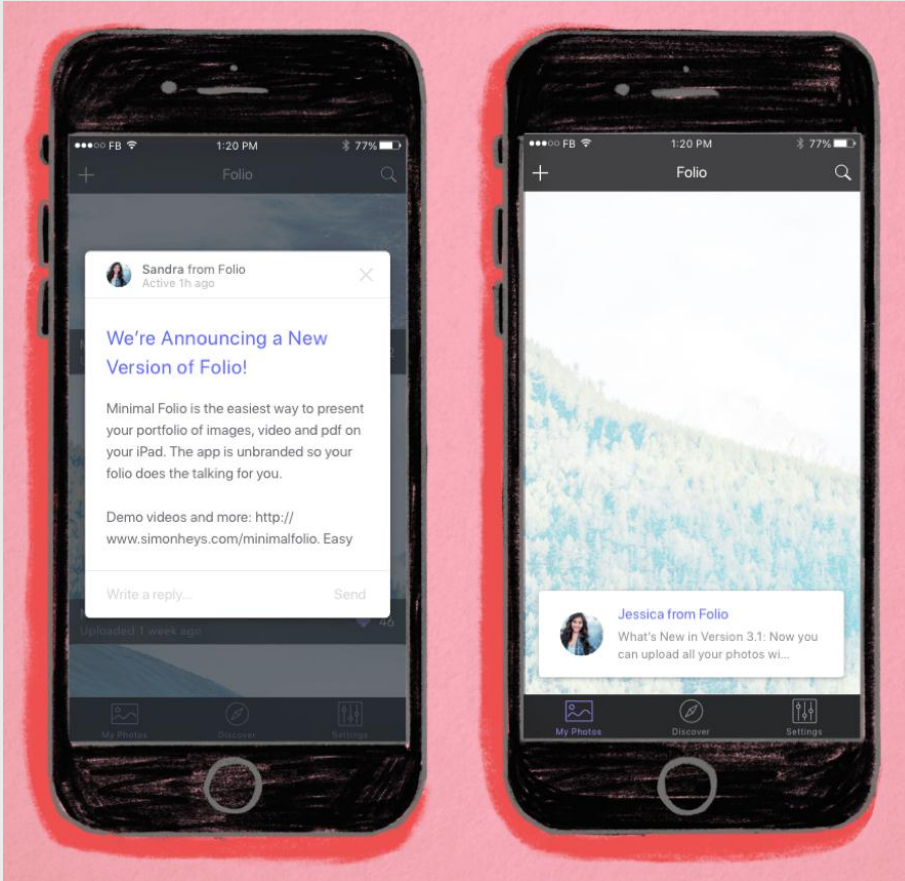 FB 1:20 PM 77%
Folio
Sandra from Folio
Active 1h ago
We're Announcing a New
Version of Folio!
Minimal Folio is the easiest way to present
your portfolio of images, video and pdf on
your iPad. The app is unbranded so your
folio does the talking for you.
Demo videos and more: http://
www.simonheys.com/minimalfolio. Easy
Write a reply... Send
Uploaded 1 week ago 46
My Photos Discover Settings
FB 1:20 PM 77%
Folio
Jessica from Folio
What's New in Version 3.1: Now you
can upload all your photos wi...
My Photos Discover Settings